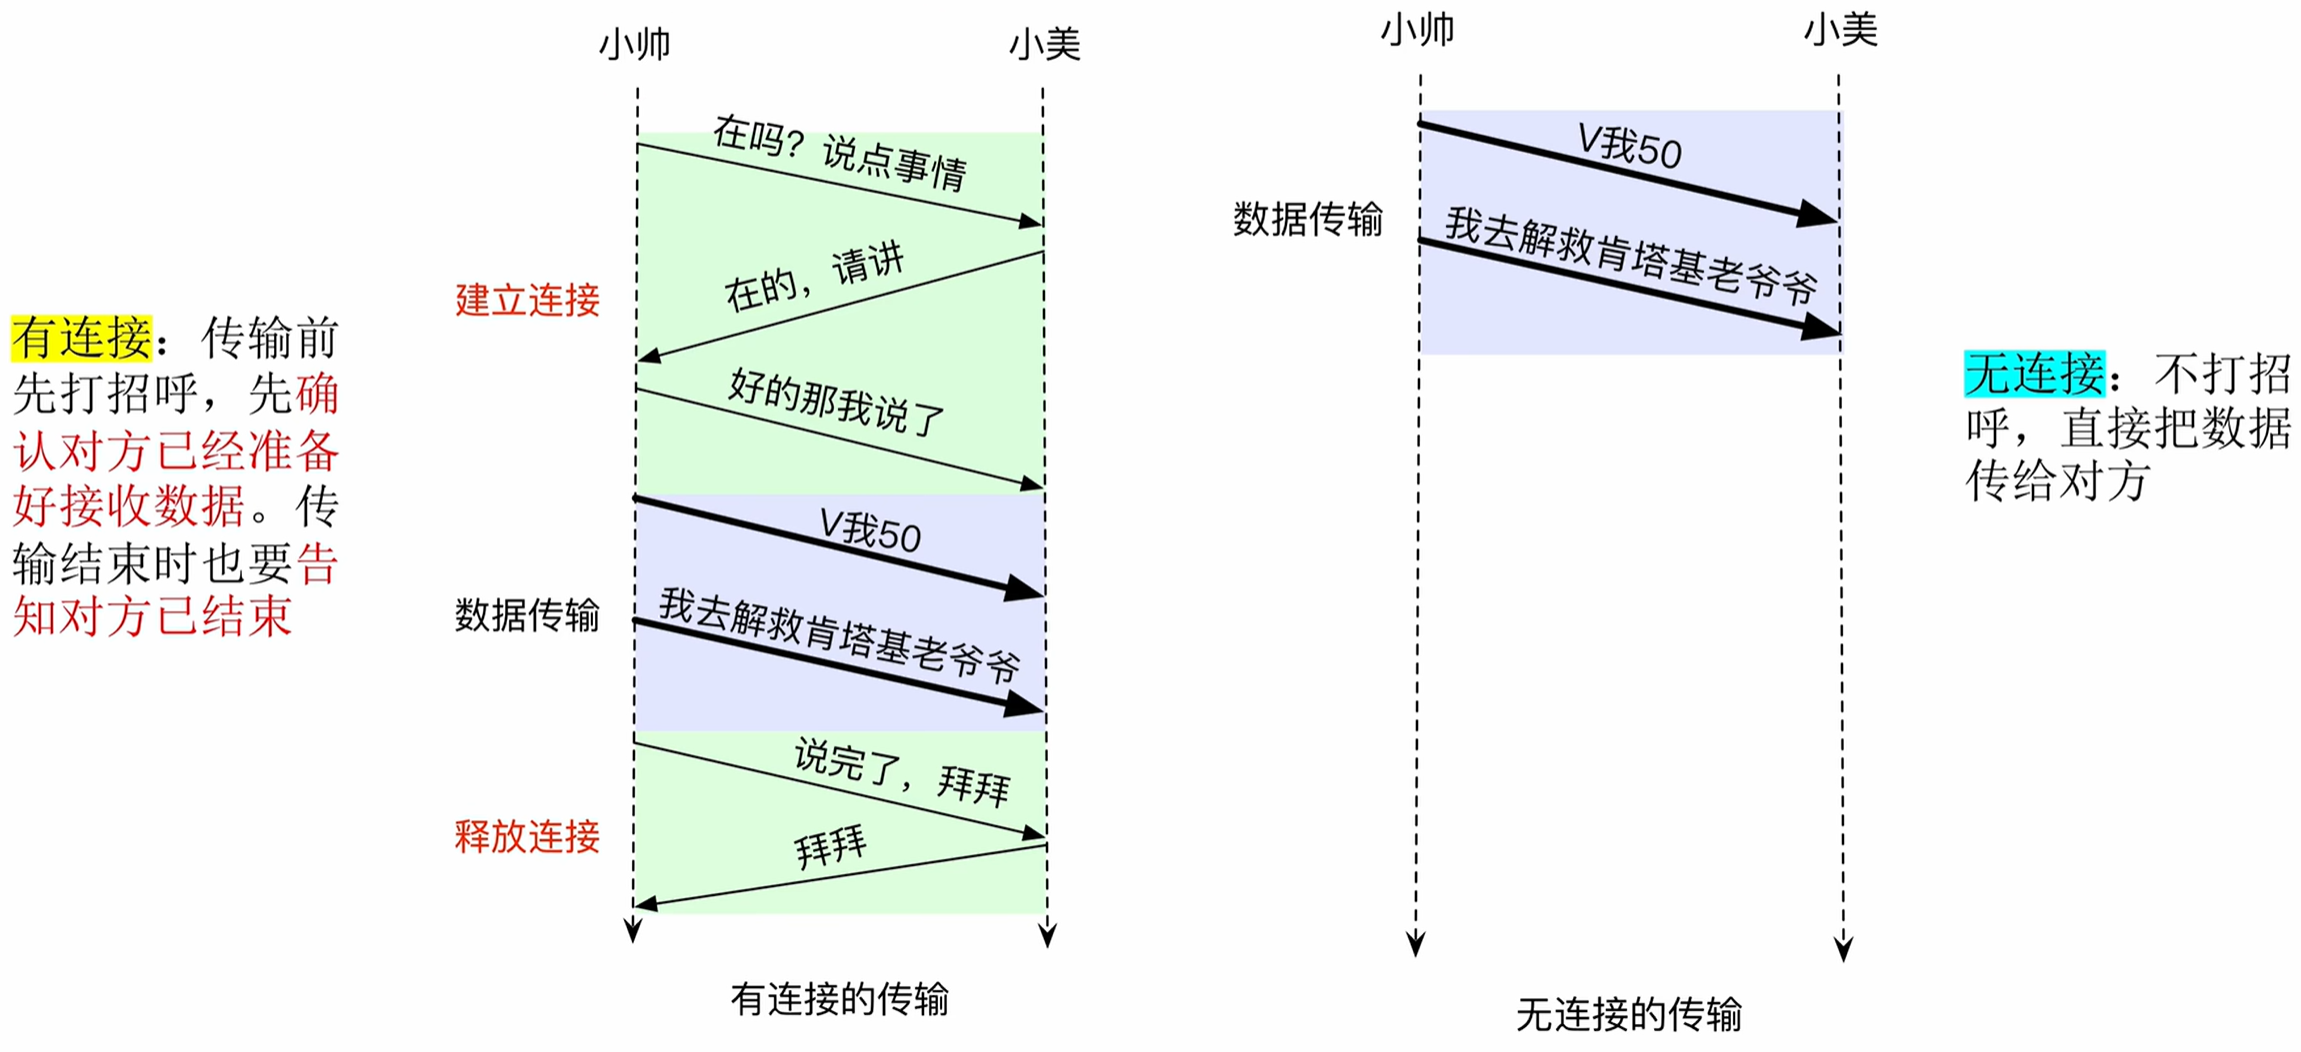 有连接：传输前
先打招呼，先确
认对方已经准备
好接收数据。传
输结束时也要告
知对方已结束
小帅
小美
建立连接
在吗？说点事情
在的，请讲
好的那我说了
数据传输
V我50
我去解救肯塔基老爷爷
释放连接
说完了，拜拜
拜拜
有连接的传输
小帅
小美
数据传输
V我50
我去解救肯塔基老爷爷
无连接的传输
无连接：不打招
呼，直接把数据
传给对方